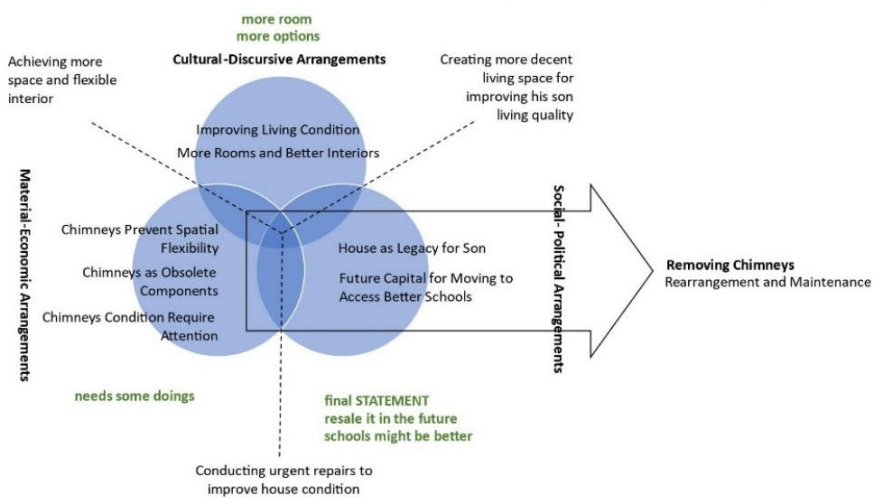 more room
more options
Cultural-Discursive Arrangements
Achieving more
space and flexible
interior
Creating more decent
living space for
improving his son
living quality
Improving Living Condition
More Rooms and Better Interiors
Material-Economic Arrangements
Chimneys Prevent Spatial
Flexibility
Chimneys as Obsolete
Components
Chimneys Condition Require
Attention
House as Legacy for Son
Future Capital for Moving to
Access Better Schools
Social- Political Arrangements
Removing Chimneys
Rearrangement and Maintenance
needs some doings
final STATEMENT
resale it in the future
schools might be better
Conducting urgent repairs to
improve house condition